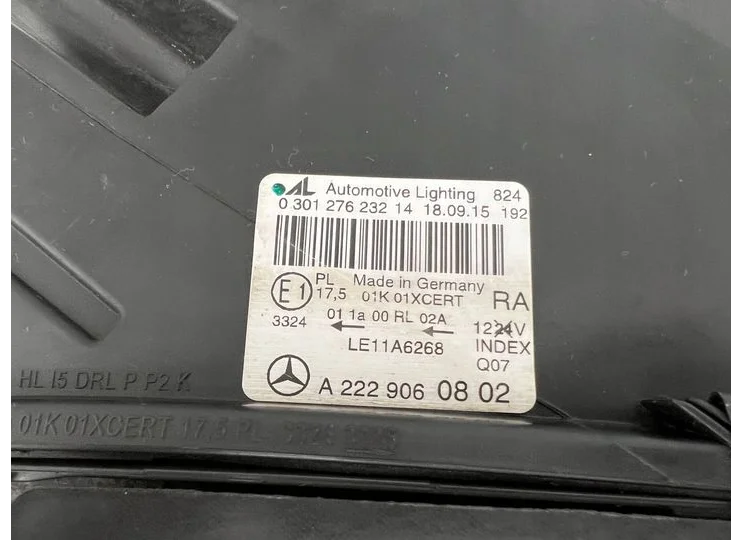 AL Automotive Lighting 824
0 301 276 232 14 18.09.15 192
E1 PL Made in Germany
17,5 01K 01XCERT RA
3324 01 1a 00 RL 02A 1224V
LE11A6268 INDEX
Q07
A 222 906 08 02
HL I5 DRL P P2 K
01K 01XCERT 17,5 PL